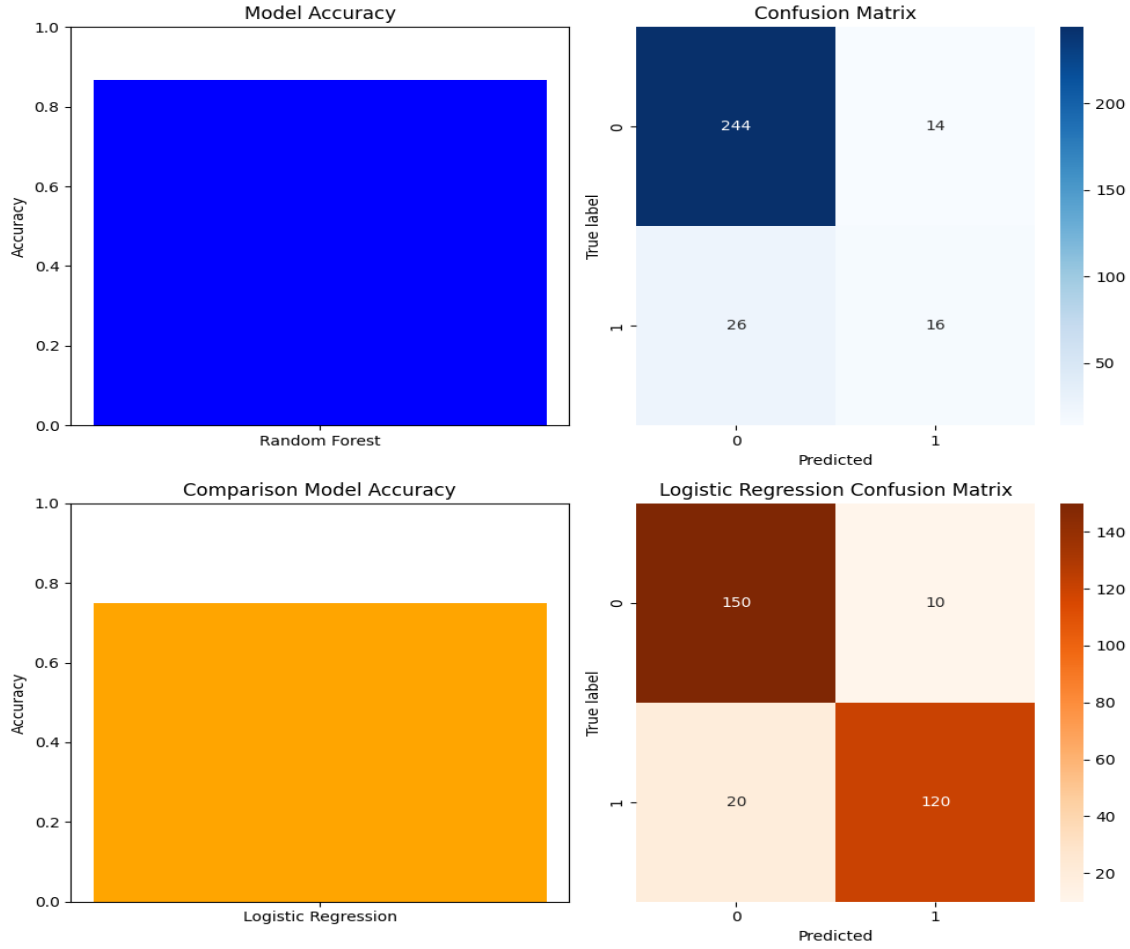 Model Accuracy
1.0
0.8
0.6
0.4
0.2
0.0
Accuracy
Random Forest
Confusion Matrix
244 14
26 16
0
1
True label
0 1
Predicted
200
150
100
50
Comparison Model Accuracy
1.0
0.8
0.6
0.4
0.2
0.0
Accuracy
Logistic Regression
Logistic Regression Confusion Matrix
150 10
20 120
0
1
True label
0 1
Predicted
140
120
100
80
60
40
20